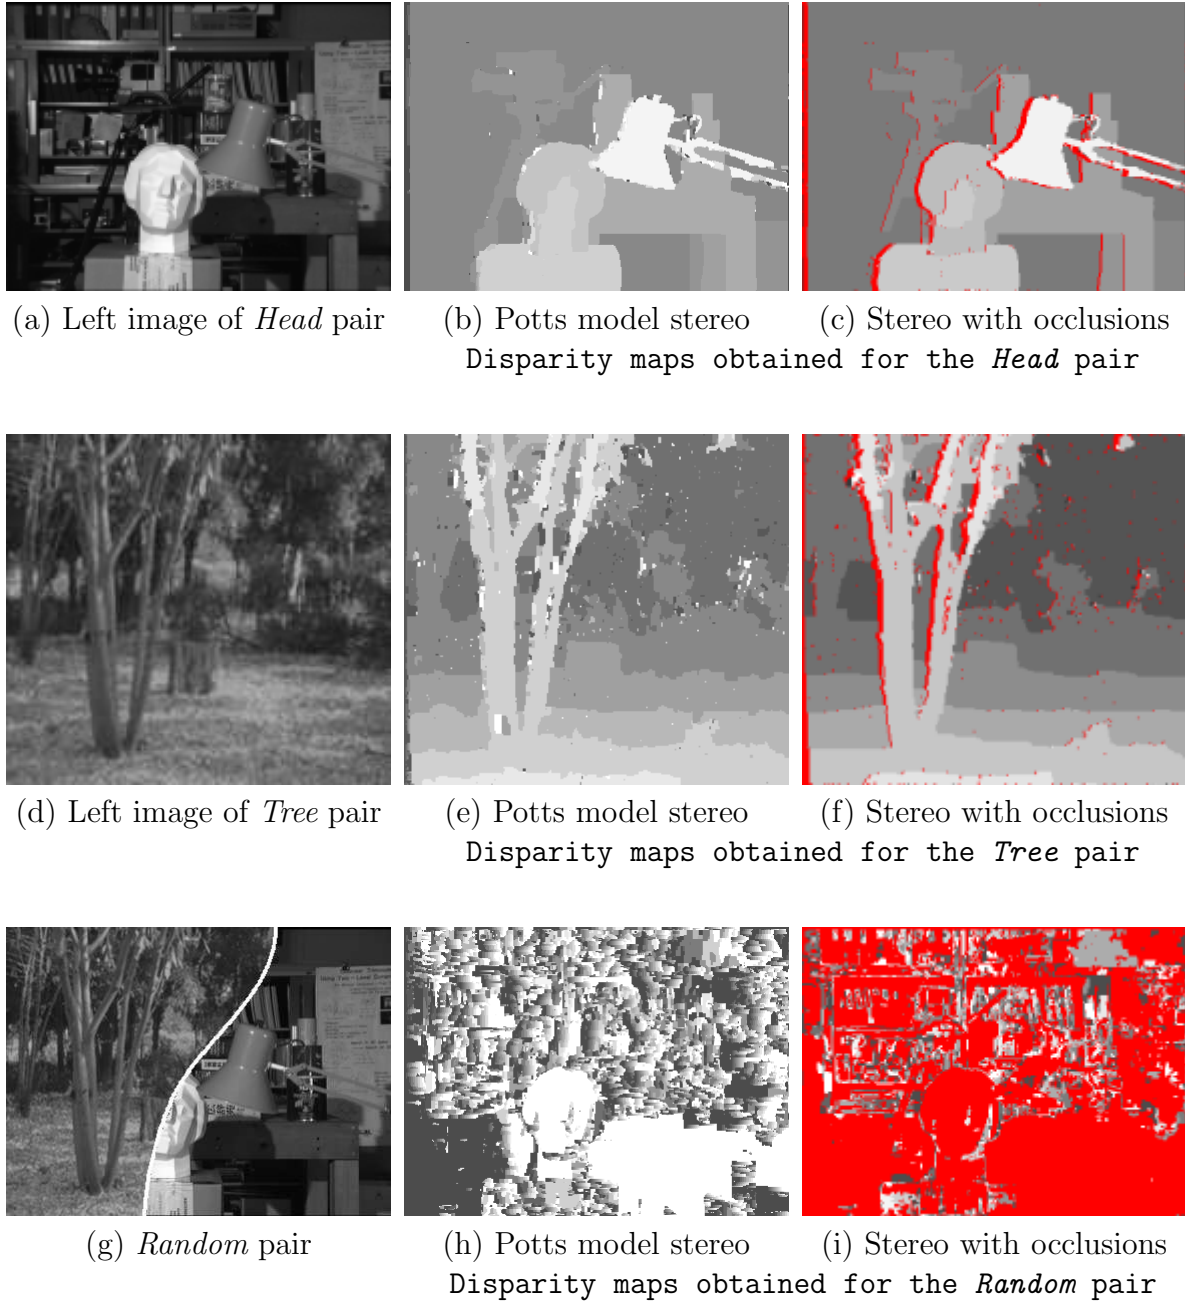 (a) Left image of Head pair
(b) Potts model stereo
(c) Stereo with occlusions
Disparity maps obtained for the Head pair
(d) Left image of Tree pair
(e) Potts model stereo
(f) Stereo with occlusions
Disparity maps obtained for the Tree pair
(g) Random pair
(h) Potts model stereo
(i) Stereo with occlusions
Disparity maps obtained for the Random pair